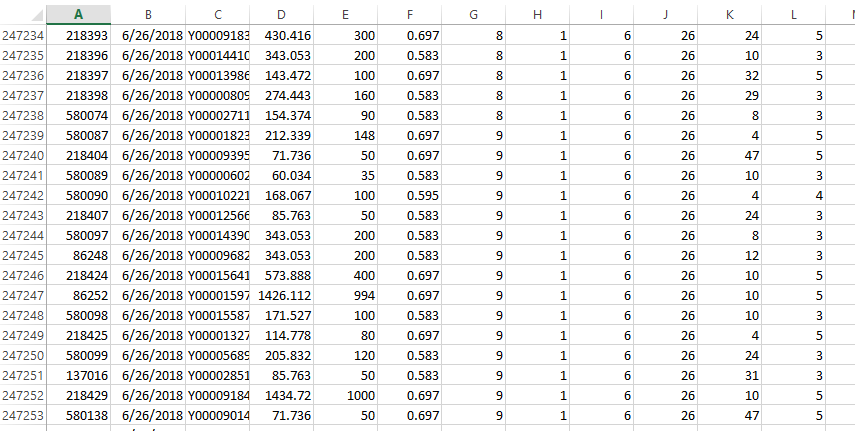 A B C D E F G H I J K L
247234 218393 6/26/2018 Y00009183 430.416 300 0.697 8 1 6 26 24 5
247235 218396 6/26/2018 Y00014410 343.053 200 0.583 8 1 6 26 10 3
247236 218397 6/26/2018 Y00013986 143.472 100 0.697 8 1 6 26 32 5
247237 218398 6/26/2018 Y00000809 274.443 160 0.583 8 1 6 26 29 3
247238 580074 6/26/2018 Y00002711 154.374 90 0.583 8 1 6 26 8 3
247239 580087 6/26/2018 Y00001823 212.339 148 0.697 9 1 6 26 4 5
247240 218404 6/26/2018 Y00009395 71.736 50 0.697 9 1 6 26 47 5
247241 580089 6/26/2018 Y00000602 60.034 35 0.583 9 1 6 26 10 3
247242 580090 6/26/2018 Y00010221 168.067 100 0.595 9 1 6 26 4 4
247243 218407 6/26/2018 Y00012566 85.763 50 0.583 9 1 6 26 24 3
247244 580097 6/26/2018 Y00014390 343.053 200 0.583 9 1 6 26 8 3
247245 86248 6/26/2018 Y00009682 343.053 200 0.583 9 1 6 26 12 3
247246 218424 6/26/2018 Y00015641 573.888 400 0.697 9 1 6 26 10 5
247247 86252 6/26/2018 Y00001597 1426.112 994 0.697 9 1 6 26 10 5
247248 580098 6/26/2018 Y00015587 171.527 100 0.583 9 1 6 26 10 3
247249 218425 6/26/2018 Y00001327 114.778 80 0.697 9 1 6 26 4 5
247250 580099 6/26/2018 Y00005689 205.832 120 0.583 9 1 6 26 24 3
247251 137016 6/26/2018 Y00002851 85.763 50 0.583 9 1 6 26 31 3
247252 218429 6/26/2018 Y00009184 1434.72 1000 0.697 9 1 6 26 10 5
247253 580138 6/26/2018 Y00009014 71.736 50 0.697 9 1 6 26 47 5